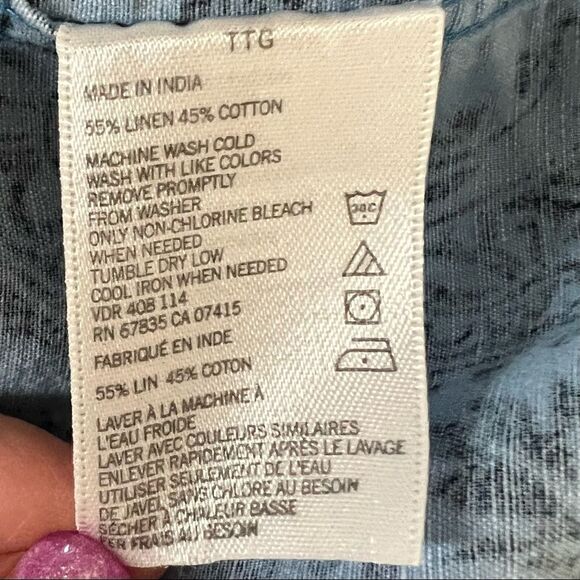 TTG
MADE IN INDIA
55% LINEN 45% COTTON
MACHINE WASH COLD
WASH WITH LIKE COLORS
REMOVE PROMPTLY
FROM WASHER
ONLY NON-CHLORINE BLEACH
WHEN NEEDED
TUMBLE DRY LOW
COOL IRON WHEN NEEDED
VDR 408 114
RN 67835 CA 07415
30C
FABRIQUÉ EN INDE
55% LIN 45% COTON
LAVER À LA MACHINE À
L'EAU FROIDE
LAVER AVEC COULEURS SIMILAIRES
ENLEVER RAPIDEMENT APRÈS LE LAVAGE
UTILISER SEULEMENT DE L'EAU
DE JAVEL SANS CHLORE AU BESOIN
SÉCHER À CHALEUR BASSE
FER FRAIS AU BESOIN